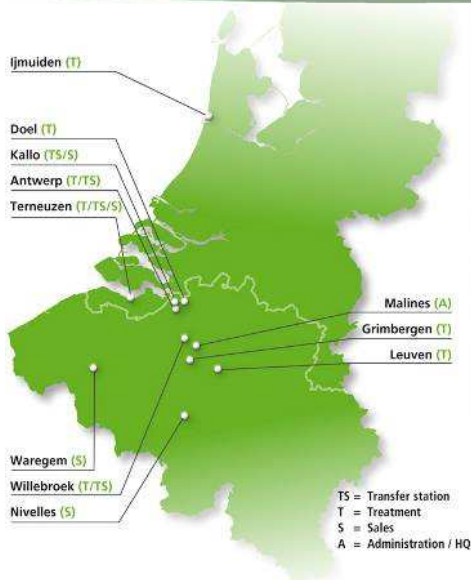 Ijmuiden (T)
Doel (T)
Kallo (TS/S)
Antwerp (T/TS)
Terneuzen (T/TS/S)
Malines (A)
Grimbergen (T)
Leuven (T)
Waregem (S)
Willebroek (T/TS)
Nivelles (S)
TS = Transfer station
T = Treatment
S = Sales
A = Administration / HQ